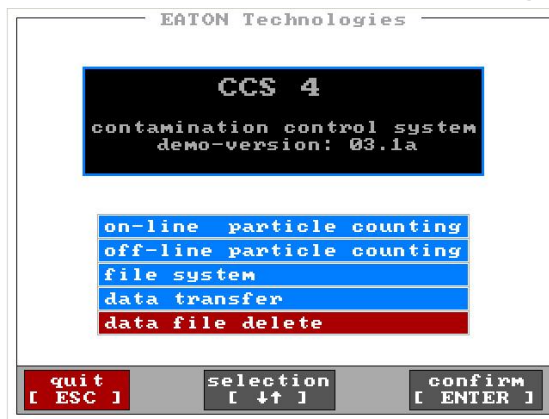 EATON Technologies
CCS 4
contamination control system
demo-version: 03.1a
on-line particle counting
off-line particle counting
file system
data transfer
data file delete
quit selection confirm
[ ESC ] [ ↓↑ ] [ ENTER ]